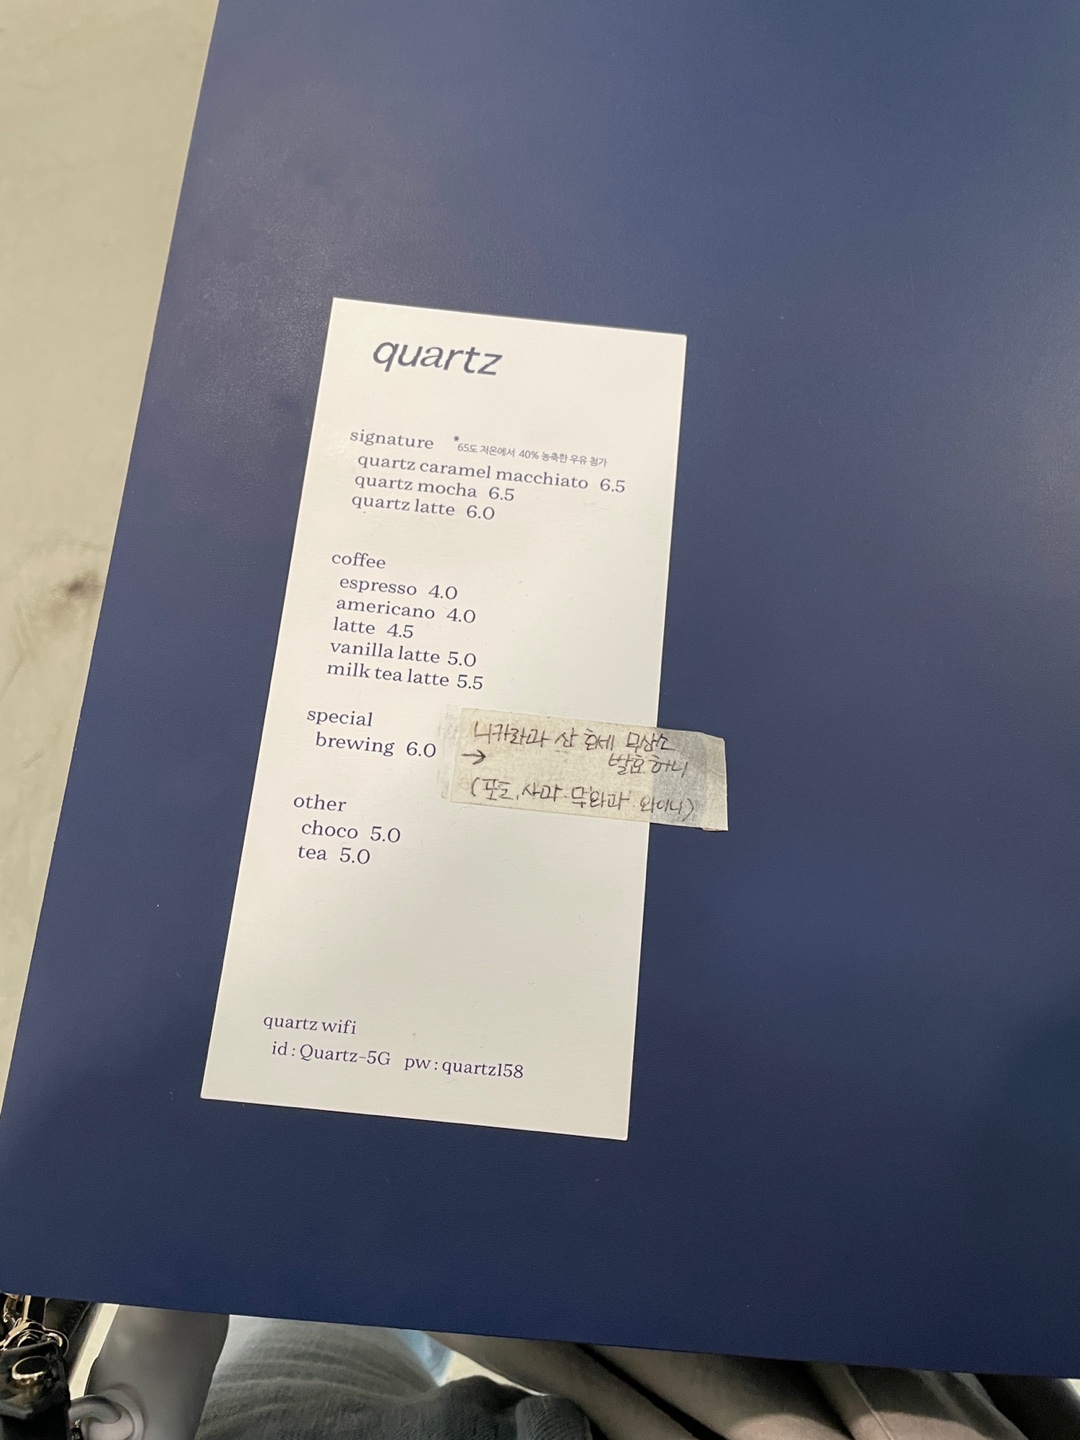 quartz
signature *65도 저온에서 40% 농축한 우유 첨가
quartz caramel macchiato 6.5
quartz mocha 6.5
quartz latte 6.0
coffee
espresso 4.0
americano 4.0
latte 4.5
vanilla latte 5.0
milk tea latte 5.5
special
brewing 6.0
→ 니카라과 산 호세 무산소
발효 허니
(포도, 사과, 무화과 와이니)
other
choco 5.0
tea 5.0
quartz wifi
id : Quartz-5G pw : quartz158